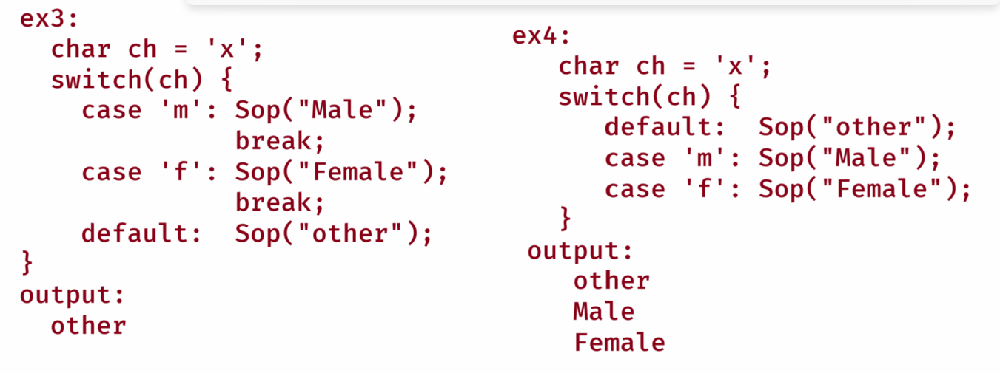 ex3:
char ch = 'x';
switch(ch) {
case 'm': Sop("Male");
break;
case 'f': Sop("Female");
break;
default: Sop("other");
}
output:
other
ex4:
char ch = 'x';
switch(ch) {
default: Sop("other");
case 'm': Sop("Male");
case 'f': Sop("Female");
}
output:
other
Male
Female